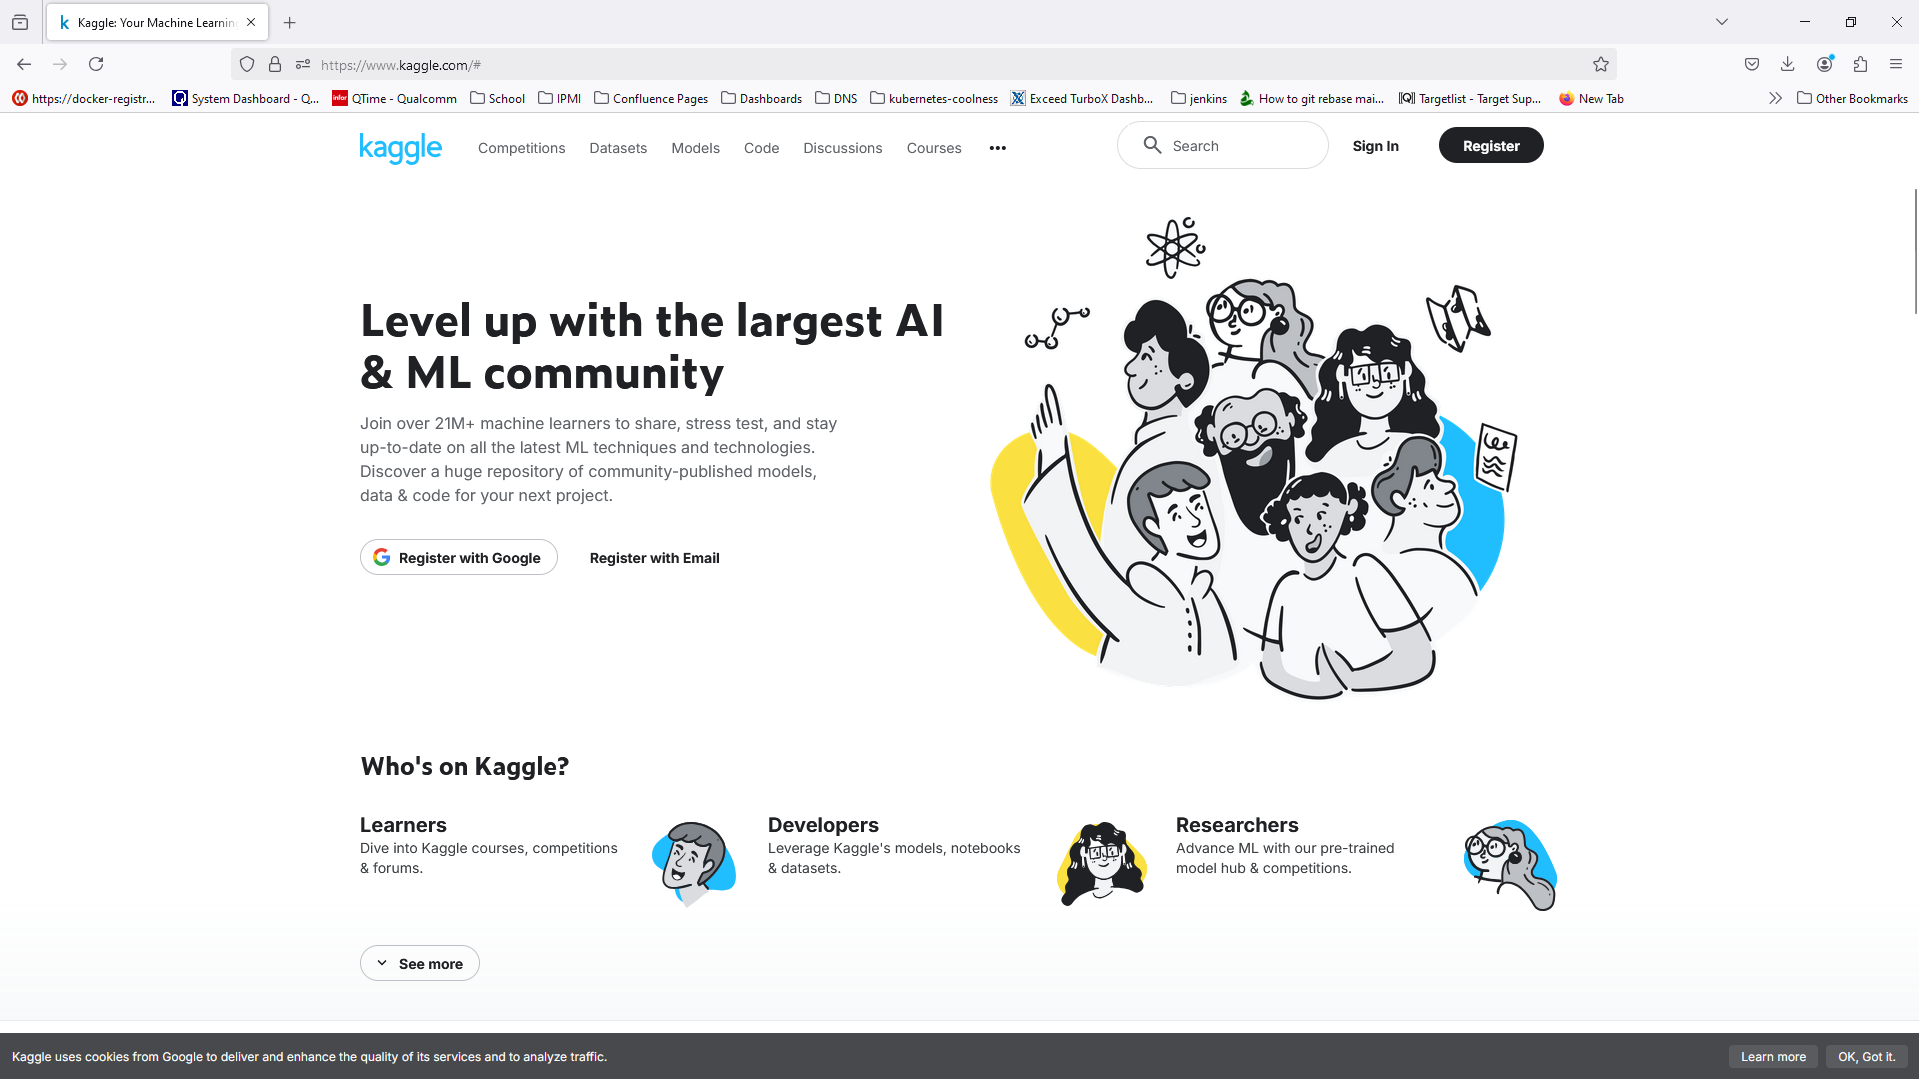 Kaggle: Your Machine Learnin
https://www.kaggle.com/#
https://docker-registr...
System Dashboard - Q...
infor
QTime - Qualcomm
School
IPMI
Confluence Pages
Dashboards
DNS
kubernetes-coolness
Exceed TurboX Dashb...
jenkins
How to git rebase mai...
Targetlist - Target Sup...
New Tab
Other Bookmarks
kaggle
Competitions
Datasets
Models
Code
Discussions
Courses
Search
Sign In
Register
Level up with the largest AI
& ML community
Join over 21M+ machine learners to share, stress test, and stay
up-to-date on all the latest ML techniques and technologies.
Discover a huge repository of community-published models,
data & code for your next project.
Register with Google
Register with Email
Who's on Kaggle?
Learners
Dive into Kaggle courses, competitions
& forums.
Developers
Leverage Kaggle's models, notebooks
& datasets.
Researchers
Advance ML with our pre-trained
model hub & competitions.
See more
Kaggle uses cookies from Google to deliver and enhance the quality of its services and to analyze traffic.
Learn more
OK, Got it.